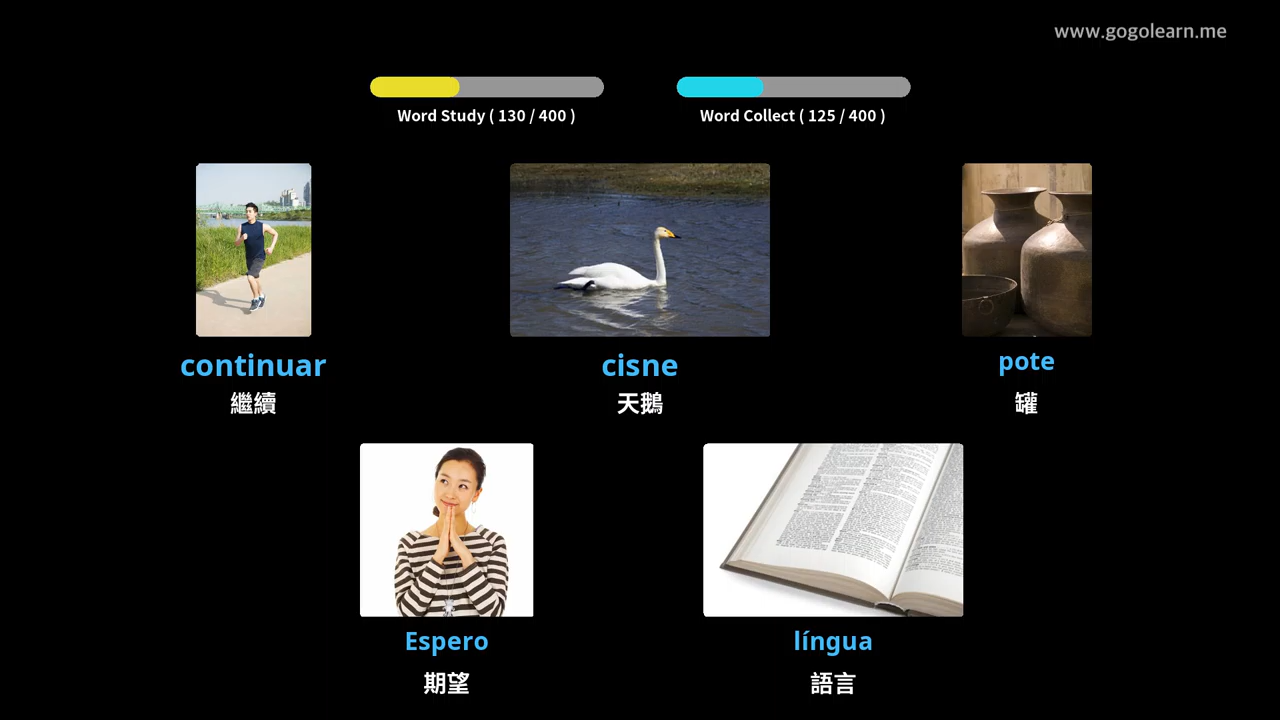 www.gogolearn.me
Word Study ( 130 / 400 )
Word Collect ( 125 / 400 )
continuar
繼續
cisne
天鵝
pote
罐
Espero
期望
língua
語言